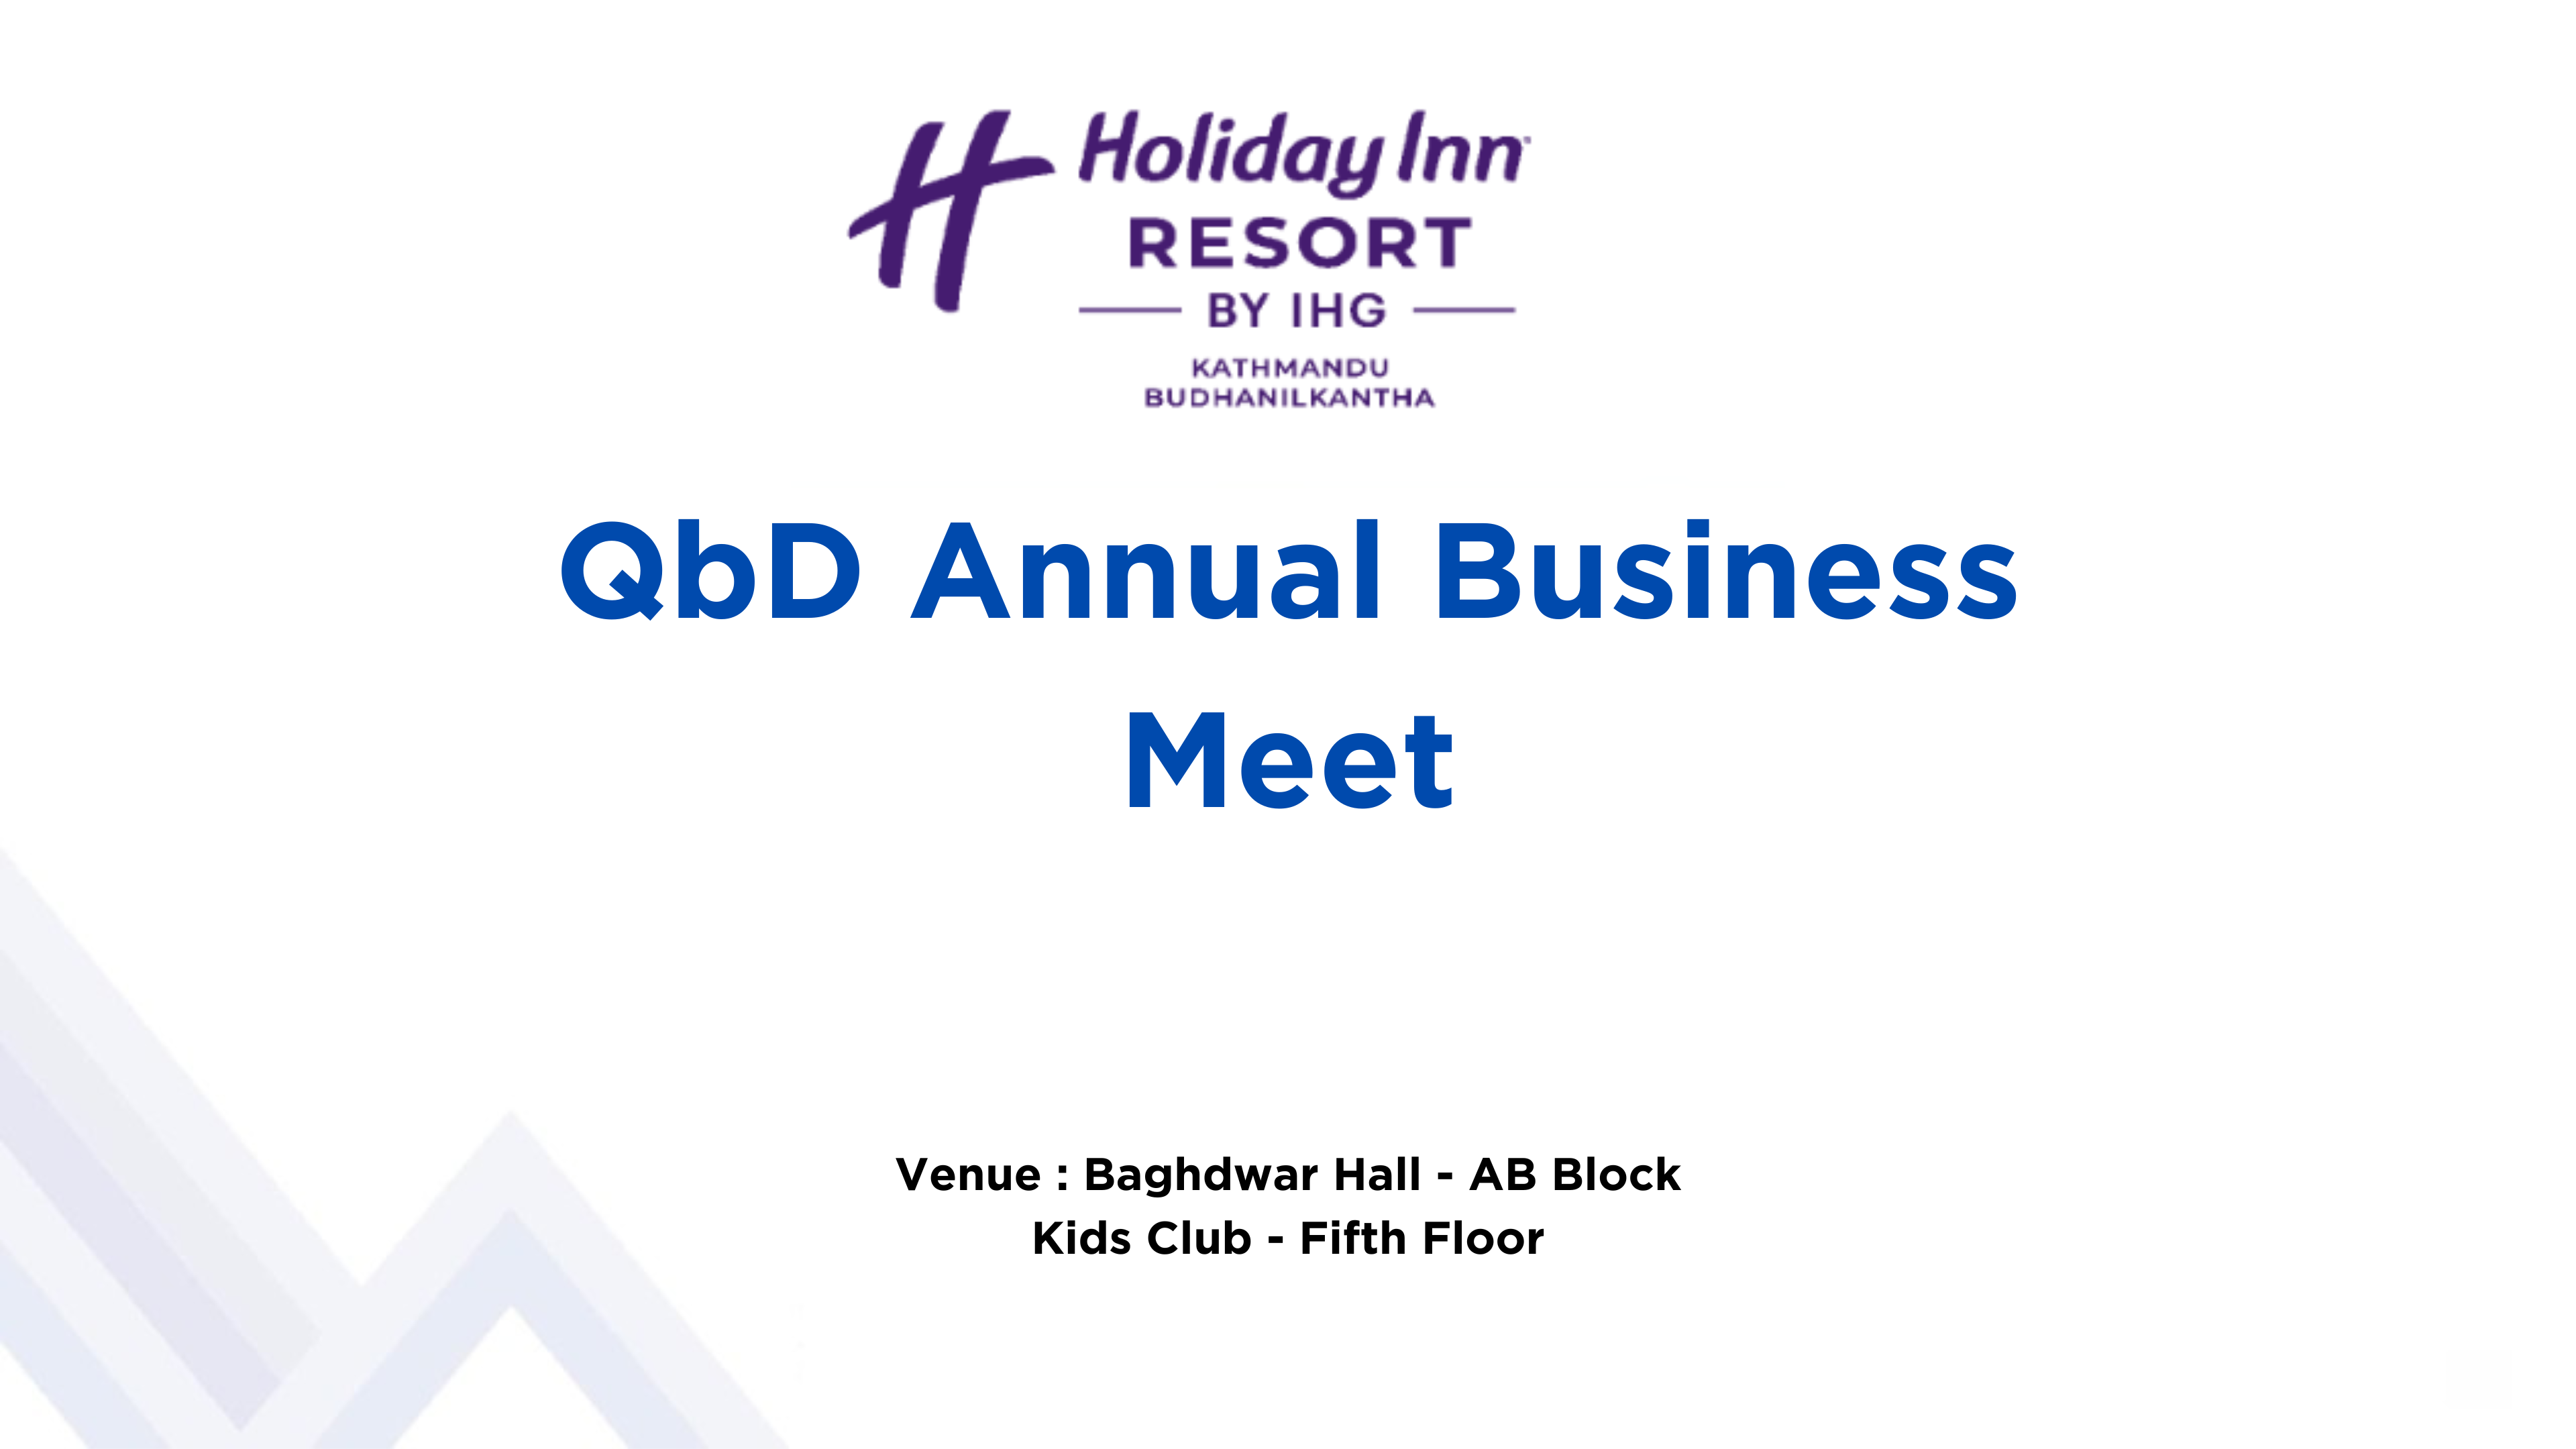 Holiday Inn
RESORT
BY IHG
KATHMANDU
BUDHANILKANTHA
QbD Annual Business
Meet
Venue : Baghdwar Hall - AB Block
Kids Club - Fifth Floor